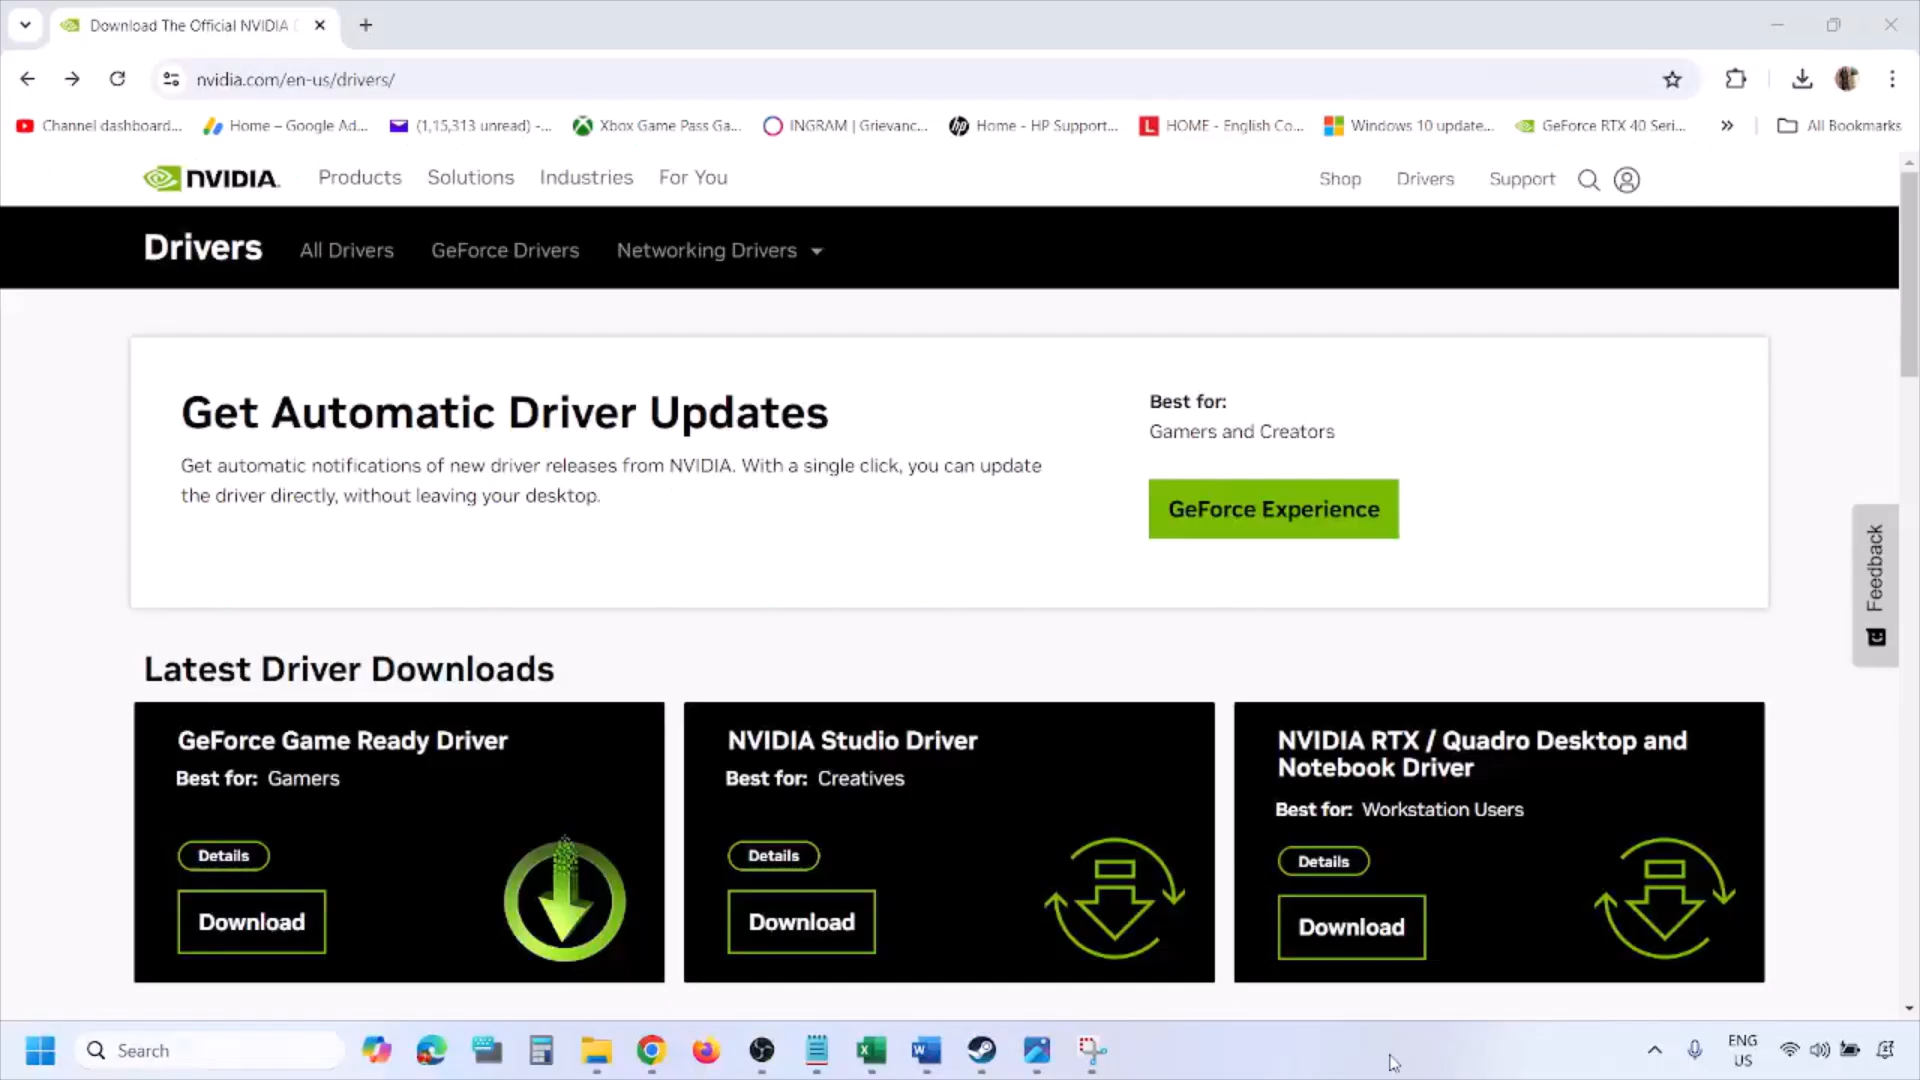 Download The Official NVIDIA
nvidia.com/en-us/drivers/
Channel dashboard... Home – Google Ad... (1,15,313 unread) -... Xbox Game Pass Ga... INGRAM | Grievanc... Home - HP Support... HOME - English Co... Windows 10 update... GeForce RTX 40 Seri... All Bookmarks
NVIDIA. Products Solutions Industries For You Shop Drivers Support
Drivers All Drivers GeForce Drivers Networking Drivers
Get Automatic Driver Updates
Get automatic notifications of new driver releases from NVIDIA. With a single click, you can update
the driver directly, without leaving your desktop.
Best for:
Gamers and Creators
GeForce Experience
Feedback
Latest Driver Downloads
GeForce Game Ready Driver
Best for: Gamers
Details
Download
NVIDIA Studio Driver
Best for: Creatives
Details
Download
NVIDIA RTX / Quadro Desktop and
Notebook Driver
Best for: Workstation Users
Details
Download
Search
ENG
US